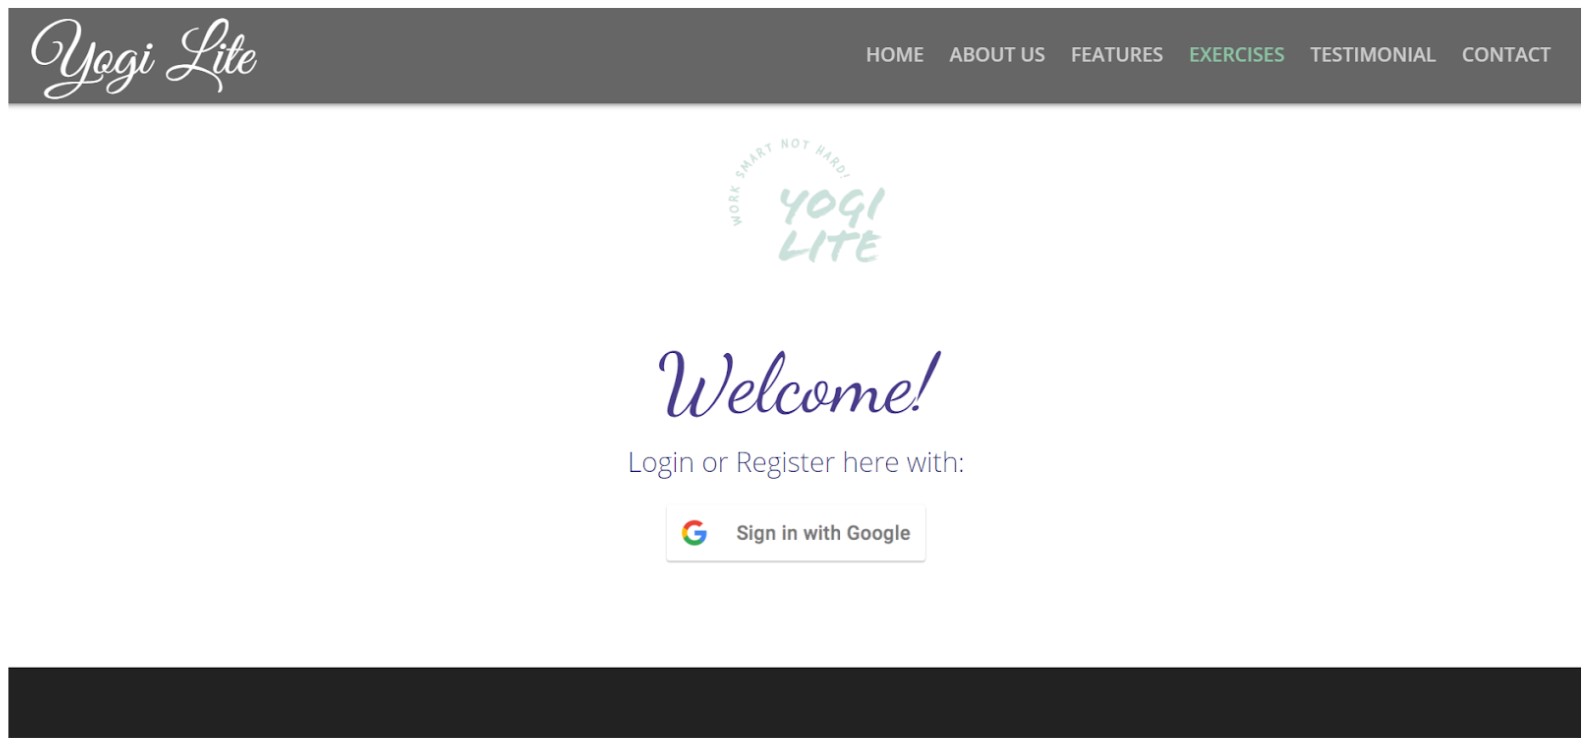 Yogi Lite
HOME ABOUT US FEATURES EXERCISES TESTIMONIAL CONTACT
WORK SMART NOT HARD!
YOGI
LITE
Welcome!
Login or Register here with:
Sign in with Google